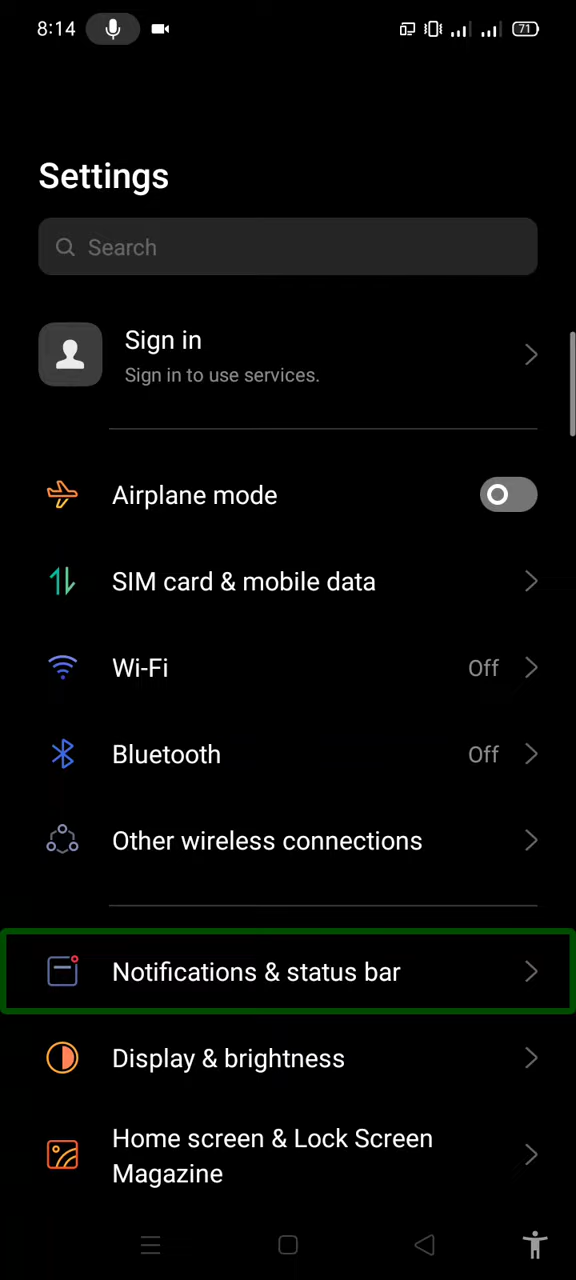 8:14
71
Settings
Search
Sign in
Sign in to use services.
Airplane mode
SIM card & mobile data
Wi-Fi Off
Bluetooth Off
Other wireless connections
Notifications & status bar
Display & brightness
Home screen & Lock Screen
Magazine